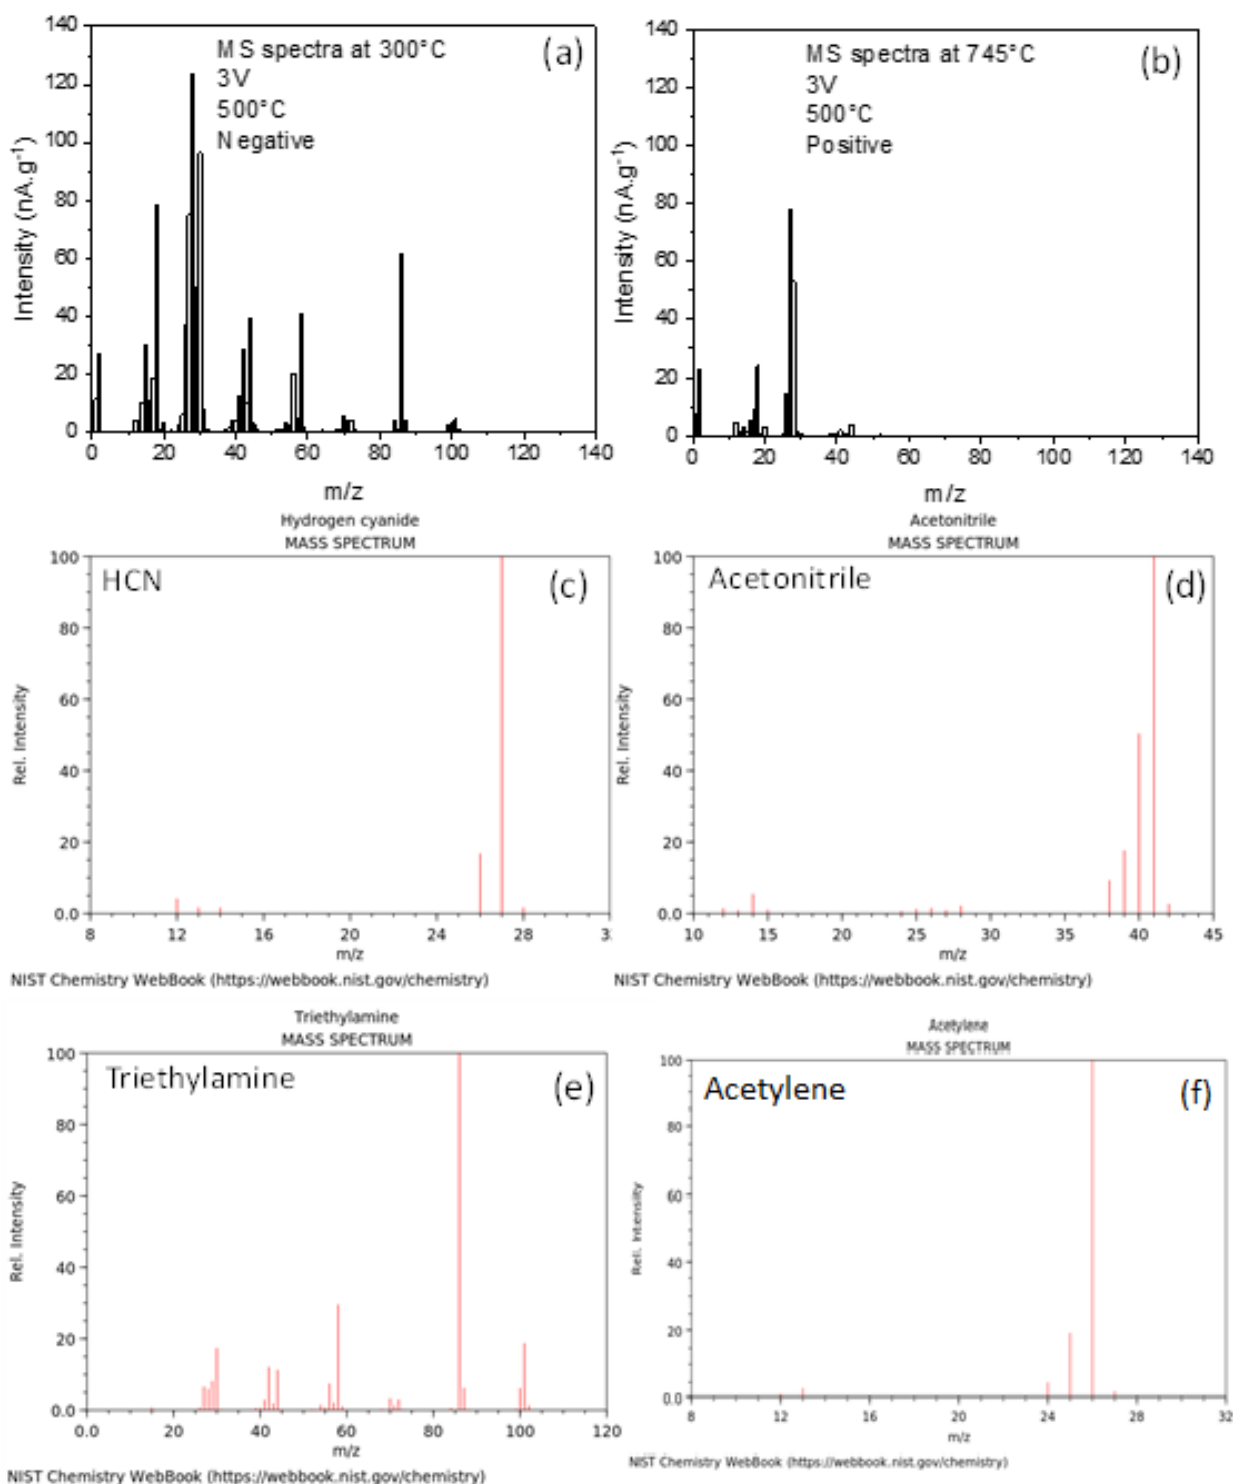 140
120
100
80
60
40
20
0
Intensity (nA.g⁻¹)
MS spectra at 300°C
3V
500°C
Negative
(a)
0 20 40 60 80 100 120 140
m/z
140
120
100
80
60
40
20
0
Intensity (nA.g⁻¹)
MS spectra at 745°C
3V
500°C
Positive
(b)
0 20 40 60 80 100 120 140
m/z
Hydrogen cyanide
MASS SPECTRUM
100
80
60
40
20
0.0
Rel. Intensity
HCN
(c)
8 12 16 20 24 28
m/z
NIST Chemistry WebBook (https://webbook.nist.gov/chemistry)
Acetonitrile
MASS SPECTRUM
100
80
60
40
20
0.0
Rel. Intensity
Acetonitrile
(d)
10 15 20 25 30 35 40 45
m/z
NIST Chemistry WebBook (https://webbook.nist.gov/chemistry)
Triethylamine
MASS SPECTRUM
100
80
60
40
20
0.0
Rel. Intensity
Triethylamine
(e)
0.0 20 40 60 80 100 120
m/z
NIST Chemistry WebBook (https://webbook.nist.gov/chemistry)
Acetylene
MASS SPECTRUM
100
80
60
40
20
0.0
Rel. Intensity
Acetylene
(f)
8 12 16 20 24 28 32
m/z
NIST Chemistry WebBook (https://webbook.nist.gov/chemistry)